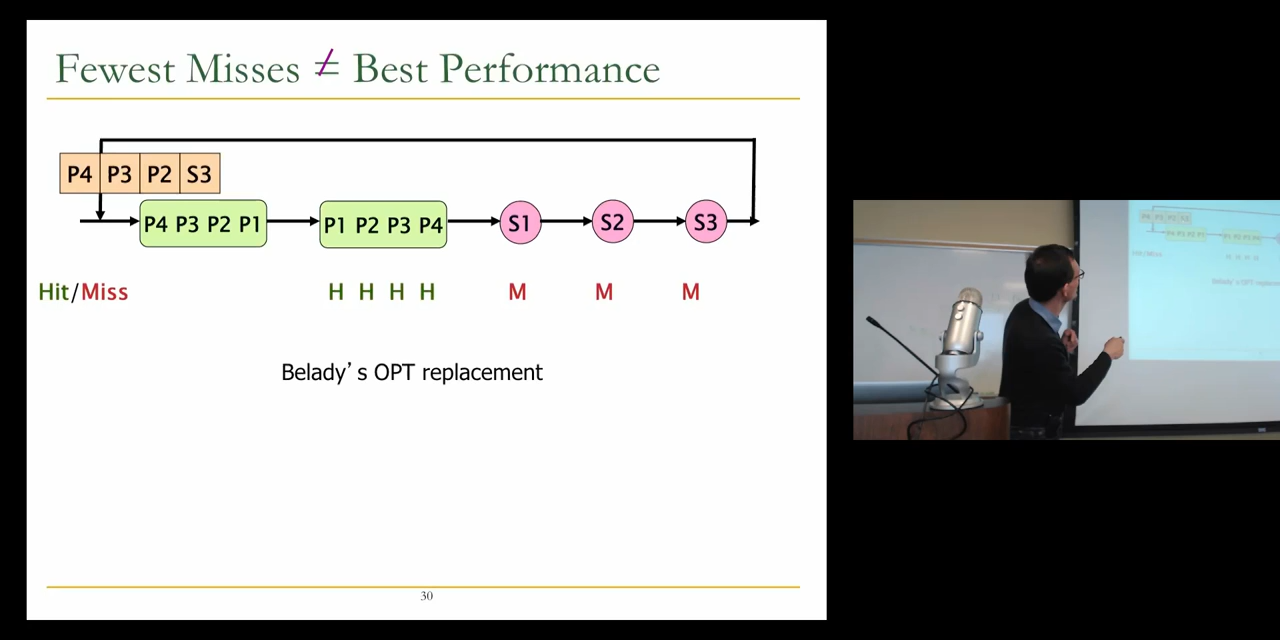 Fewest Misses ≠ Best Performance
P4 P3 P2 S3
P4 P3 P2 P1 P1 P2 P3 P4 S1 S2 S3
Hit/Miss H H H H M M M
Belady's OPT replacement
30